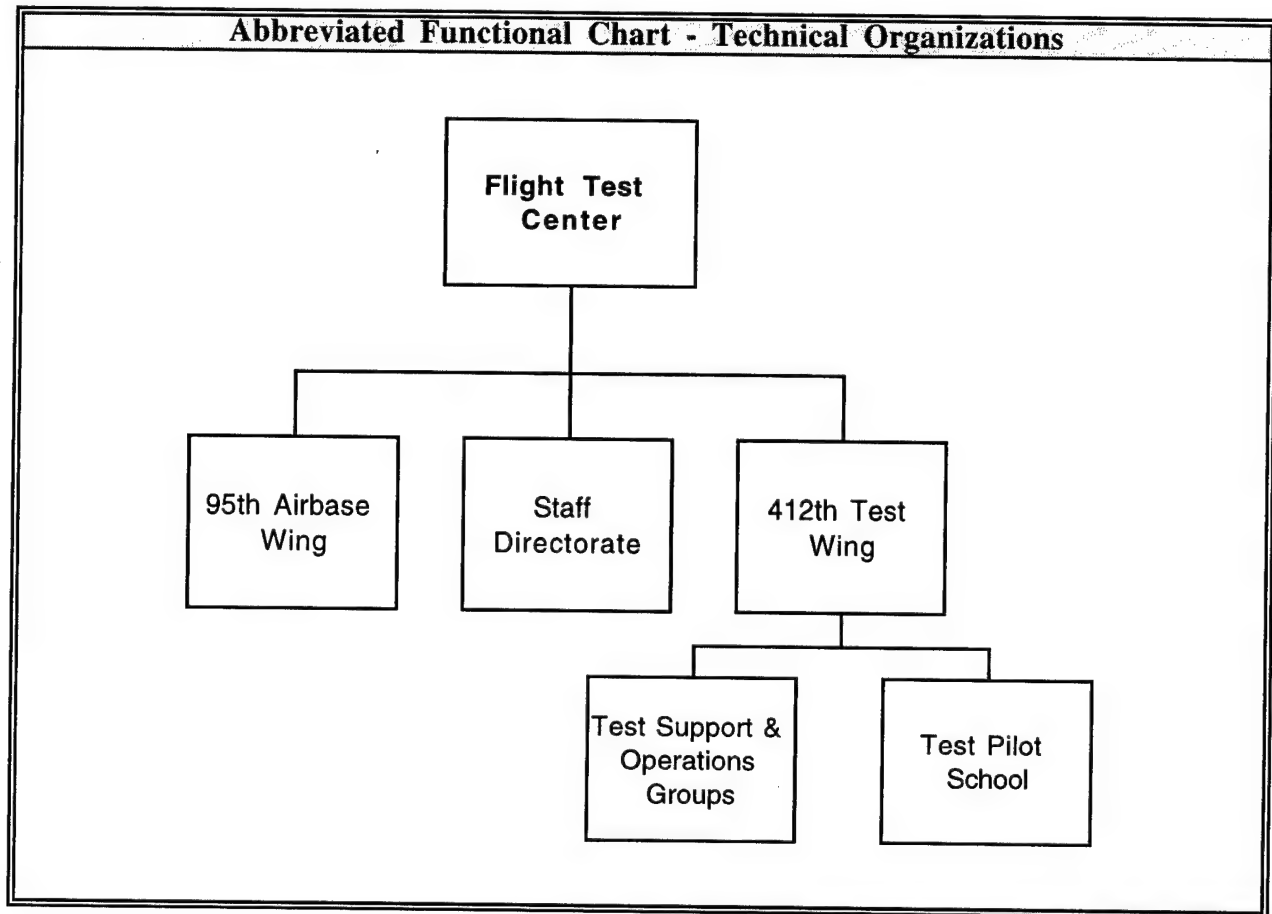 Abbreviated Functional Chart - Technical Organizations
Flight Test
Center
95th Airbase
Wing
Staff
Directorate
412th Test
Wing
Test Support &
Operations
Groups
Test Pilot
School